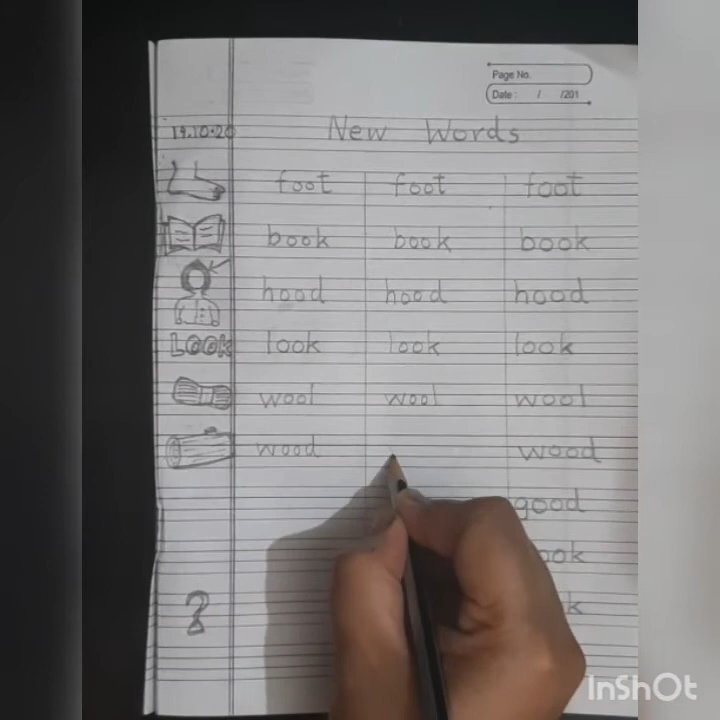 Page No.
Date : / /201
19.10.20 New Words
foot foot foot
book book book
hood hood hood
LOOK look look look
wool wool wool
wood wood
good
?
InShOt